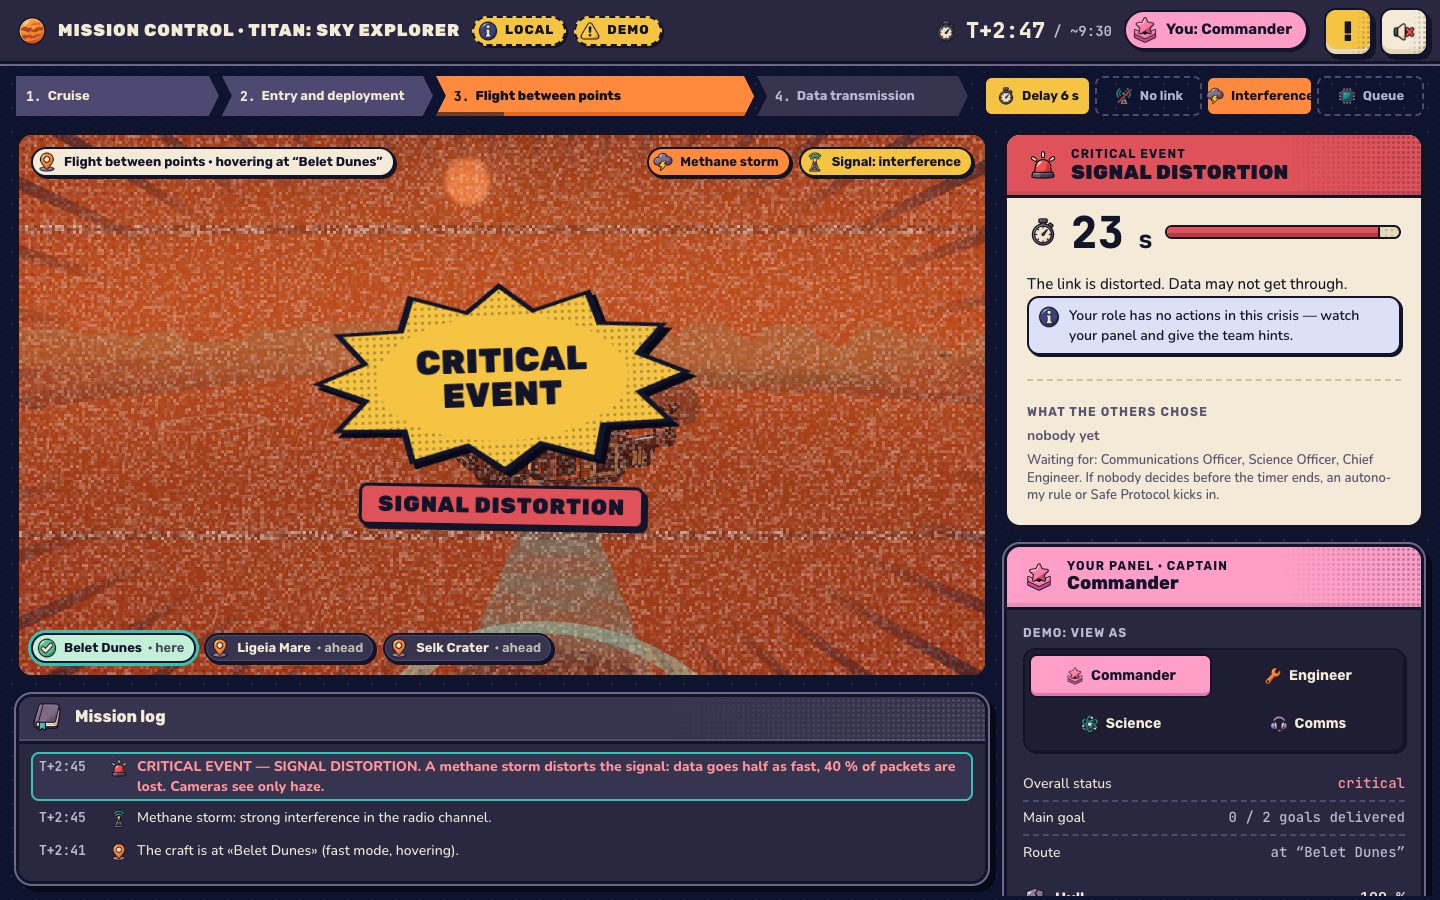 MISSION CONTROL · TITAN: SKY EXPLORER
LOCAL
DEMO
T+2:47 / ~9:30
You: Commander
!
1. Cruise
2. Entry and deployment
3. Flight between points
4. Data transmission
Delay 6 s
No link
Interference
Queue
Flight between points · hovering at “Belet Dunes”
Methane storm
Signal: interference
CRITICAL
EVENT
SIGNAL DISTORTION
Belet Dunes · here
Ligeia Mare · ahead
Selk Crater · ahead
Mission log
T+2:45 CRITICAL EVENT — SIGNAL DISTORTION. A methane storm distorts the signal: data goes half as fast, 40 % of packets are
lost. Cameras see only haze.
T+2:45 Methane storm: strong interference in the radio channel.
T+2:41 The craft is at «Belet Dunes» (fast mode, hovering).
CRITICAL EVENT
SIGNAL DISTORTION
23 s
The link is distorted. Data may not get through.
Your role has no actions in this crisis — watch
your panel and give the team hints.
WHAT THE OTHERS CHOSE
nobody yet
Waiting for: Communications Officer, Science Officer, Chief
Engineer. If nobody decides before the timer ends, an autono-
my rule or Safe Protocol kicks in.
YOUR PANEL · CAPTAIN
Commander
DEMO: VIEW AS
Commander
Engineer
Science
Comms
Overall status critical
Main goal 0 / 2 goals delivered
Route at “Belet Dunes”
Hull 100 %